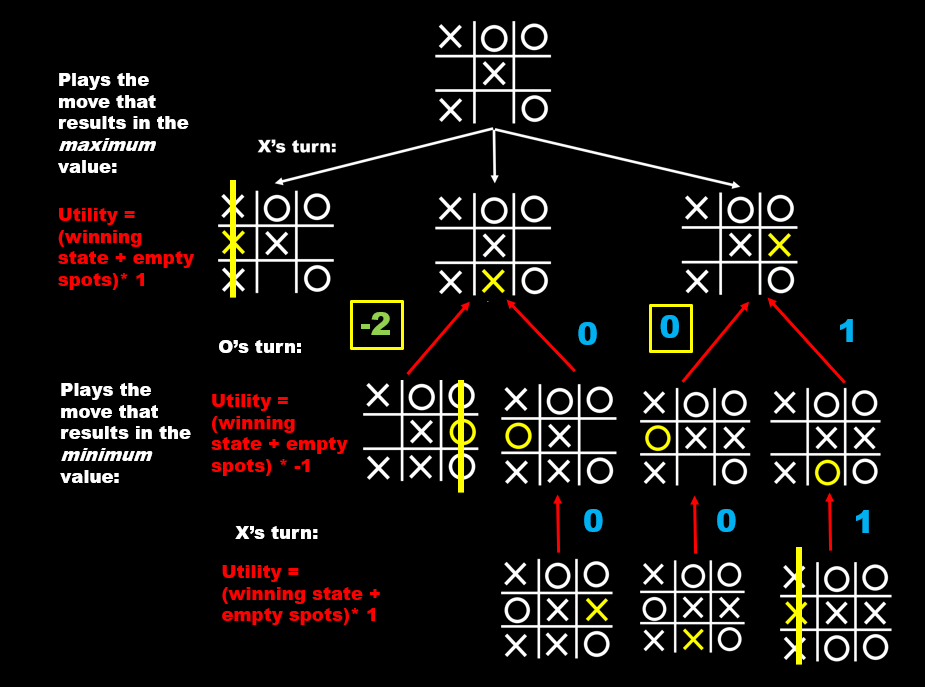 Plays the
move that
results in the
maximum
value:
X's turn:
Utility =
(winning
state + empty
spots)* 1
-2
0
0
1
O's turn:
Plays the
move that
results in the
minimum
value:
Utility =
(winning
state + empty
spots) * -1
0
0
1
X's turn:
Utility =
(winning state +
empty spots)* 1